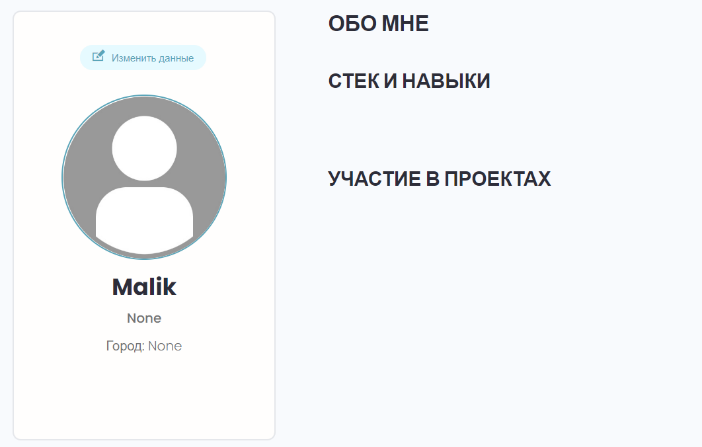 Изменить данные
Malik
None
Город: None
ОБО МНЕ
СТЕК И НАВЫКИ
УЧАСТИЕ В ПРОЕКТАХ